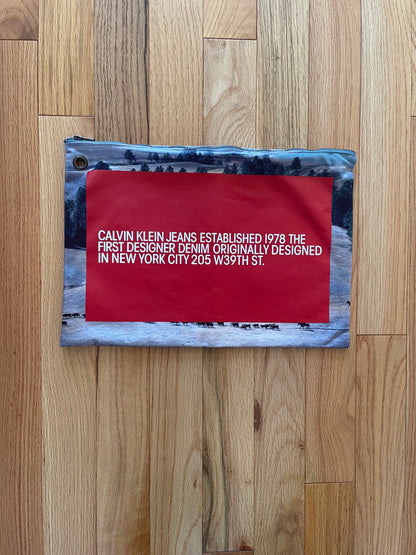 CALVIN KLEIN JEANS ESTABLISHED 1978 THE
FIRST DESIGNER DENIM ORIGINALLY DESIGNED
IN NEW YORK CITY 205 W39TH ST.